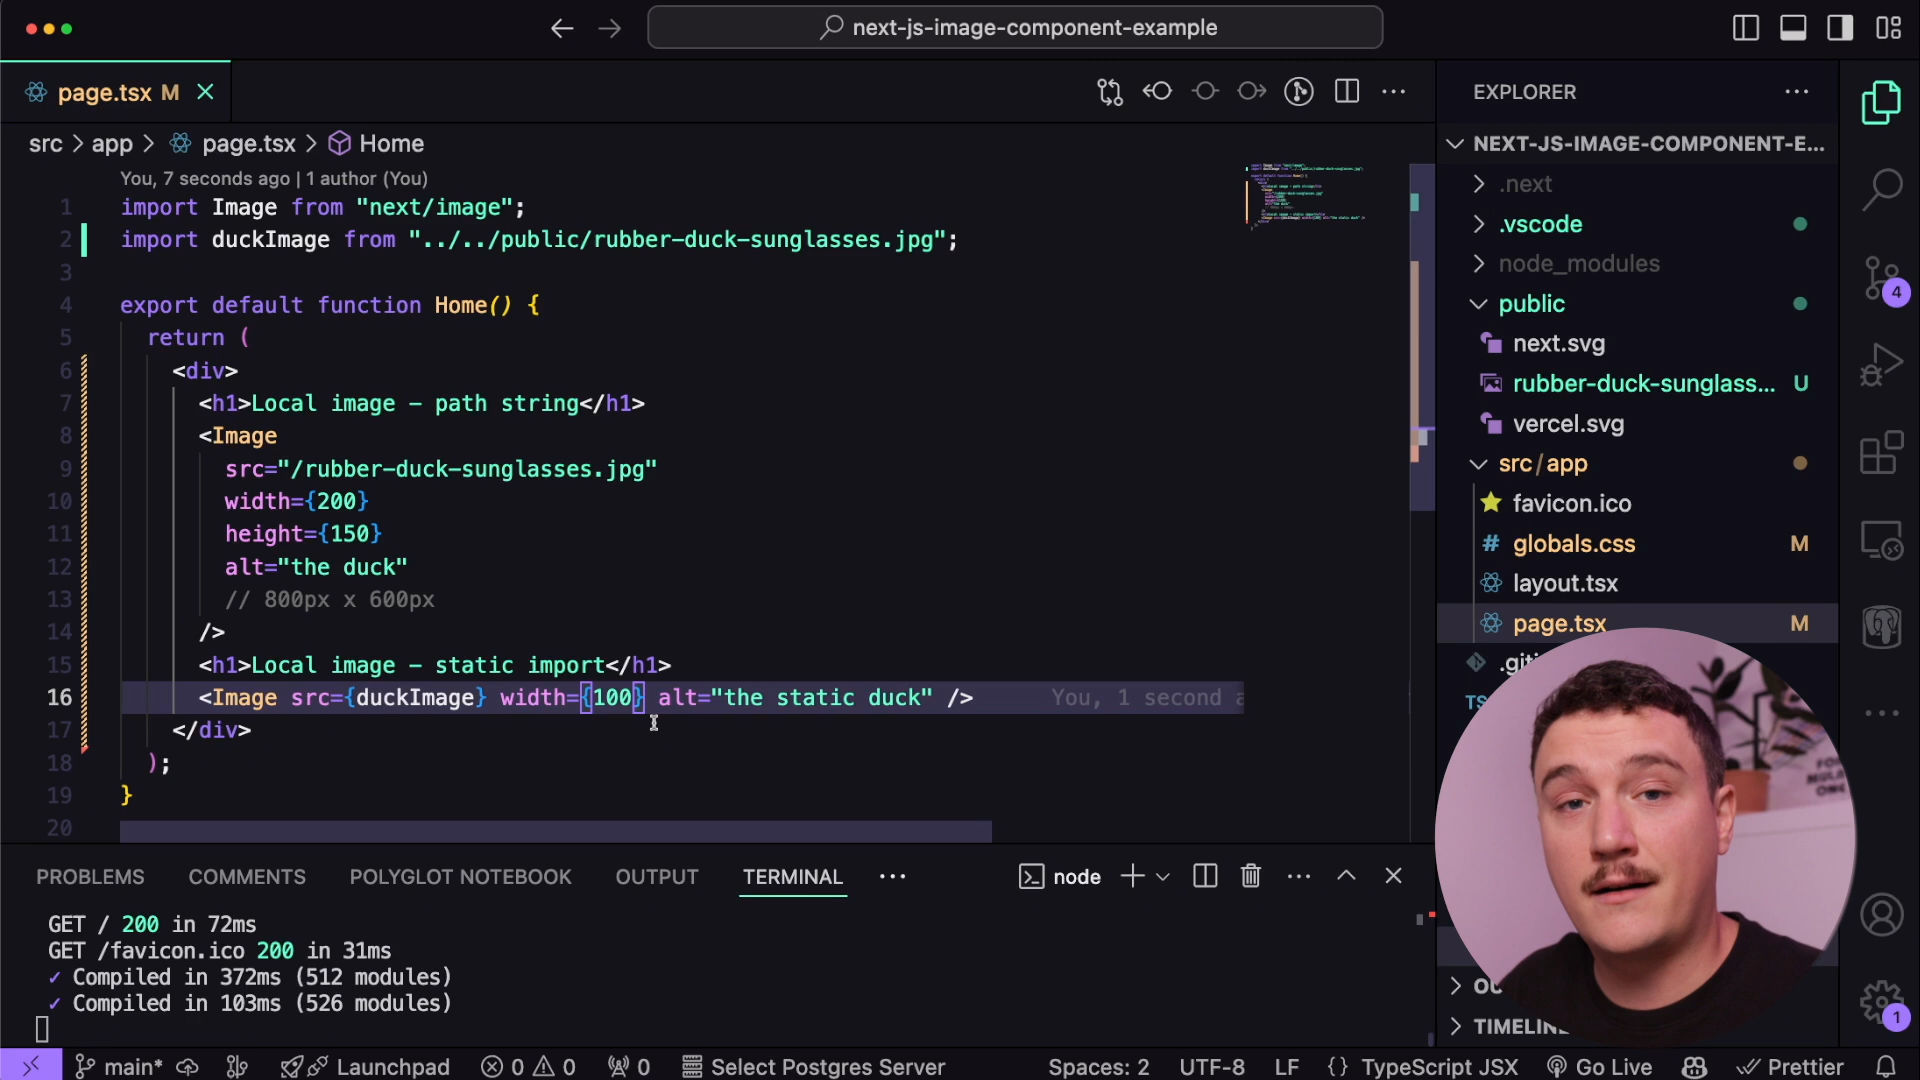 next-js-image-component-example
page.tsx M
src > app > page.tsx > Home
You, 7 seconds ago | 1 author (You)
1 import Image from "next/image";
2 import duckImage from "../../public/rubber-duck-sunglasses.jpg";
3
4 export default function Home() {
5 return (
6 <div>
7 <h1>Local image – path string</h1>
8 <Image
9 src="/rubber-duck-sunglasses.jpg"
10 width={200}
11 height={150}
12 alt="the duck"
13 // 800px x 600px
14 />
15 <h1>Local image – static import</h1>
16 <Image src={duckImage} width={100} alt="the static duck" /> You, 1 second a
17 </div>
18 );
19 }
20
EXPLORER
NEXT-JS-IMAGE-COMPONENT-E...
.next
.vscode
node_modules
public
next.svg
rubber-duck-sunglass... U
vercel.svg
src/app
favicon.ico
# globals.css M
layout.tsx
page.tsx M
.giti
TS
TIMELINE
4
1
PROBLEMS COMMENTS POLYGLOT NOTEBOOK OUTPUT TERMINAL ... node
GET / 200 in 72ms
GET /favicon.ico 200 in 31ms
✓ Compiled in 372ms (512 modules)
✓ Compiled in 103ms (526 modules)
main* Launchpad 0 0 0 Select Postgres Server Spaces: 2 UTF-8 LF {} TypeScript JSX Go Live Prettier